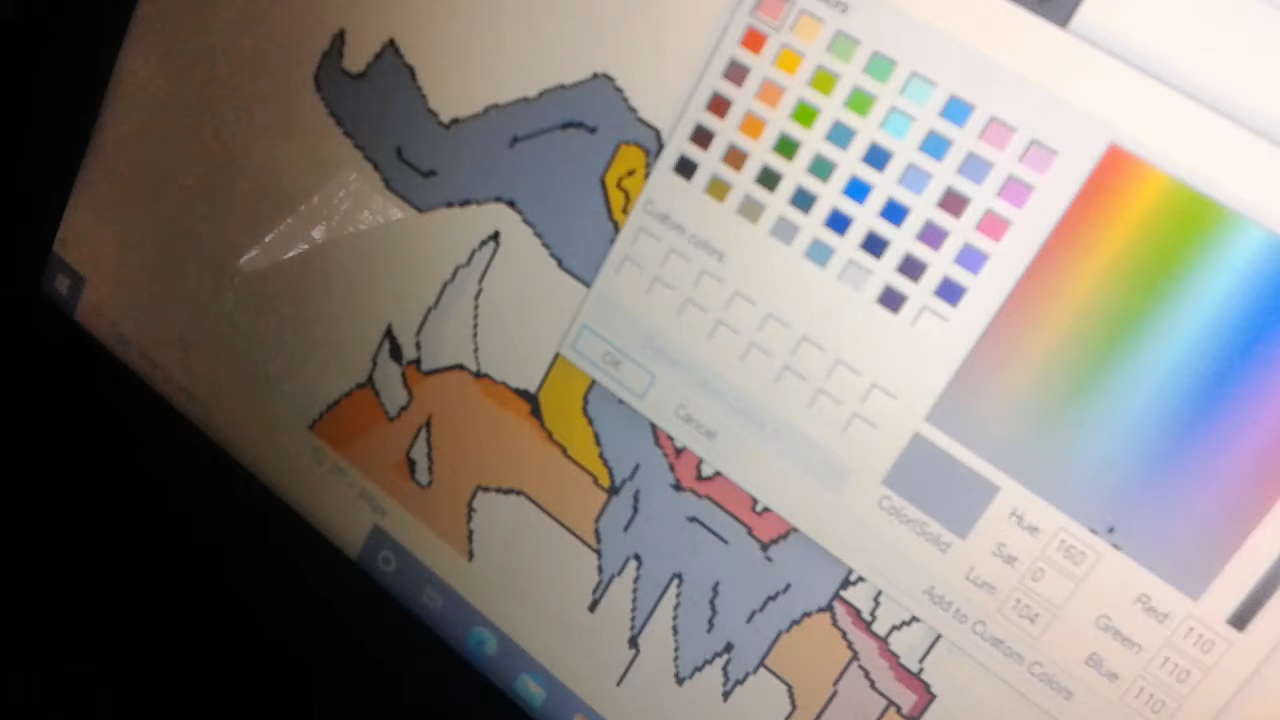 Custom colors
OK
Cancel
Color|Solid
Hue: 160
Sat: 0
Lum: 104
Red: 110
Green: 110
Blue: 110
Add to Custom Colors